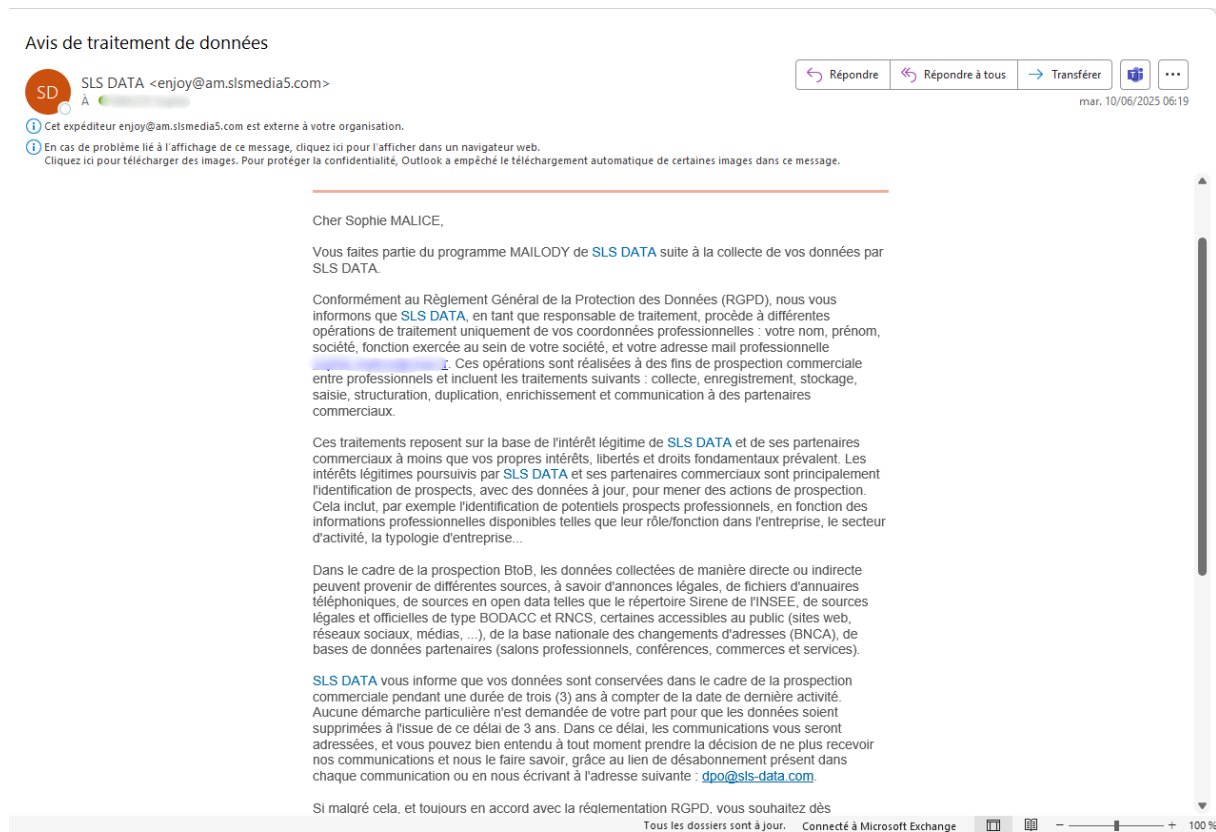 Avis de traitement de données
SD
SLS DATA <enjoy@am.slsmedia5.com>
À
Répondre
Répondre à tous
Transférer
mar. 10/06/2025 06:19
Cet expéditeur enjoy@am.slsmedia5.com est externe à votre organisation.
En cas de problème lié à l'affichage de ce message, cliquez ici pour l'afficher dans un navigateur web.
Cliquez ici pour télécharger des images. Pour protéger la confidentialité, Outlook a empêché le téléchargement automatique de certaines images dans ce message.
Cher Sophie MALICE,
Vous faites partie du programme MAILODY de SLS DATA suite à la collecte de vos données par
SLS DATA.
Conformément au Règlement Général de la Protection des Données (RGPD), nous vous
informons que SLS DATA, en tant que responsable de traitement, procède à différentes
opérations de traitement uniquement de vos coordonnées professionnelles : votre nom, prénom,
société, fonction exercée au sein de votre société, et votre adresse mail professionnelle
. Ces opérations sont réalisées à des fins de prospection commerciale
entre professionnels et incluent les traitements suivants : collecte, enregistrement, stockage,
saisie, structuration, duplication, enrichissement et communication à des partenaires
commerciaux.
Ces traitements reposent sur la base de l'intérêt légitime de SLS DATA et de ses partenaires
commerciaux à moins que vos propres intérêts, libertés et droits fondamentaux prévalent. Les
intérêts légitimes poursuivis par SLS DATA et ses partenaires commerciaux sont principalement
l'identification de prospects, avec des données à jour, pour mener des actions de prospection.
Cela inclut, par exemple l'identification de potentiels prospects professionnels, en fonction des
informations professionnelles disponibles telles que leur rôle/fonction dans l'entreprise, le secteur
d'activité, la typologie d'entreprise...
Dans le cadre de la prospection BtoB, les données collectées de manière directe ou indirecte
peuvent provenir de différentes sources, à savoir d'annonces légales, de fichiers d'annuaires
téléphoniques, de sources en open data telles que le répertoire Sirene de l'INSEE, de sources
légales et officielles de type BODACC et RNCS, certaines accessibles au public (sites web,
réseaux sociaux, médias, ...), de la base nationale des changements d'adresses (BNCA), de
bases de données partenaires (salons professionnels, conférences, commerces et services).
SLS DATA vous informe que vos données sont conservées dans le cadre de la prospection
commerciale pendant une durée de trois (3) ans à compter de la date de dernière activité.
Aucune démarche particulière n'est demandée de votre part pour que les données soient
supprimées à l'issue de ce délai de 3 ans. Dans ce délai, les communications vous seront
adressées, et vous pouvez bien entendu à tout moment prendre la décision de ne plus recevoir
nos communications et nous le faire savoir, grâce au lien de désabonnement présent dans
chaque communication ou en nous écrivant à l'adresse suivante : dpo@sls-data.com.
Si malgré cela, et toujours en accord avec la réglementation RGPD, vous souhaitez dès
Tous les dossiers sont à jour.
Connecté à Microsoft Exchange
100 %